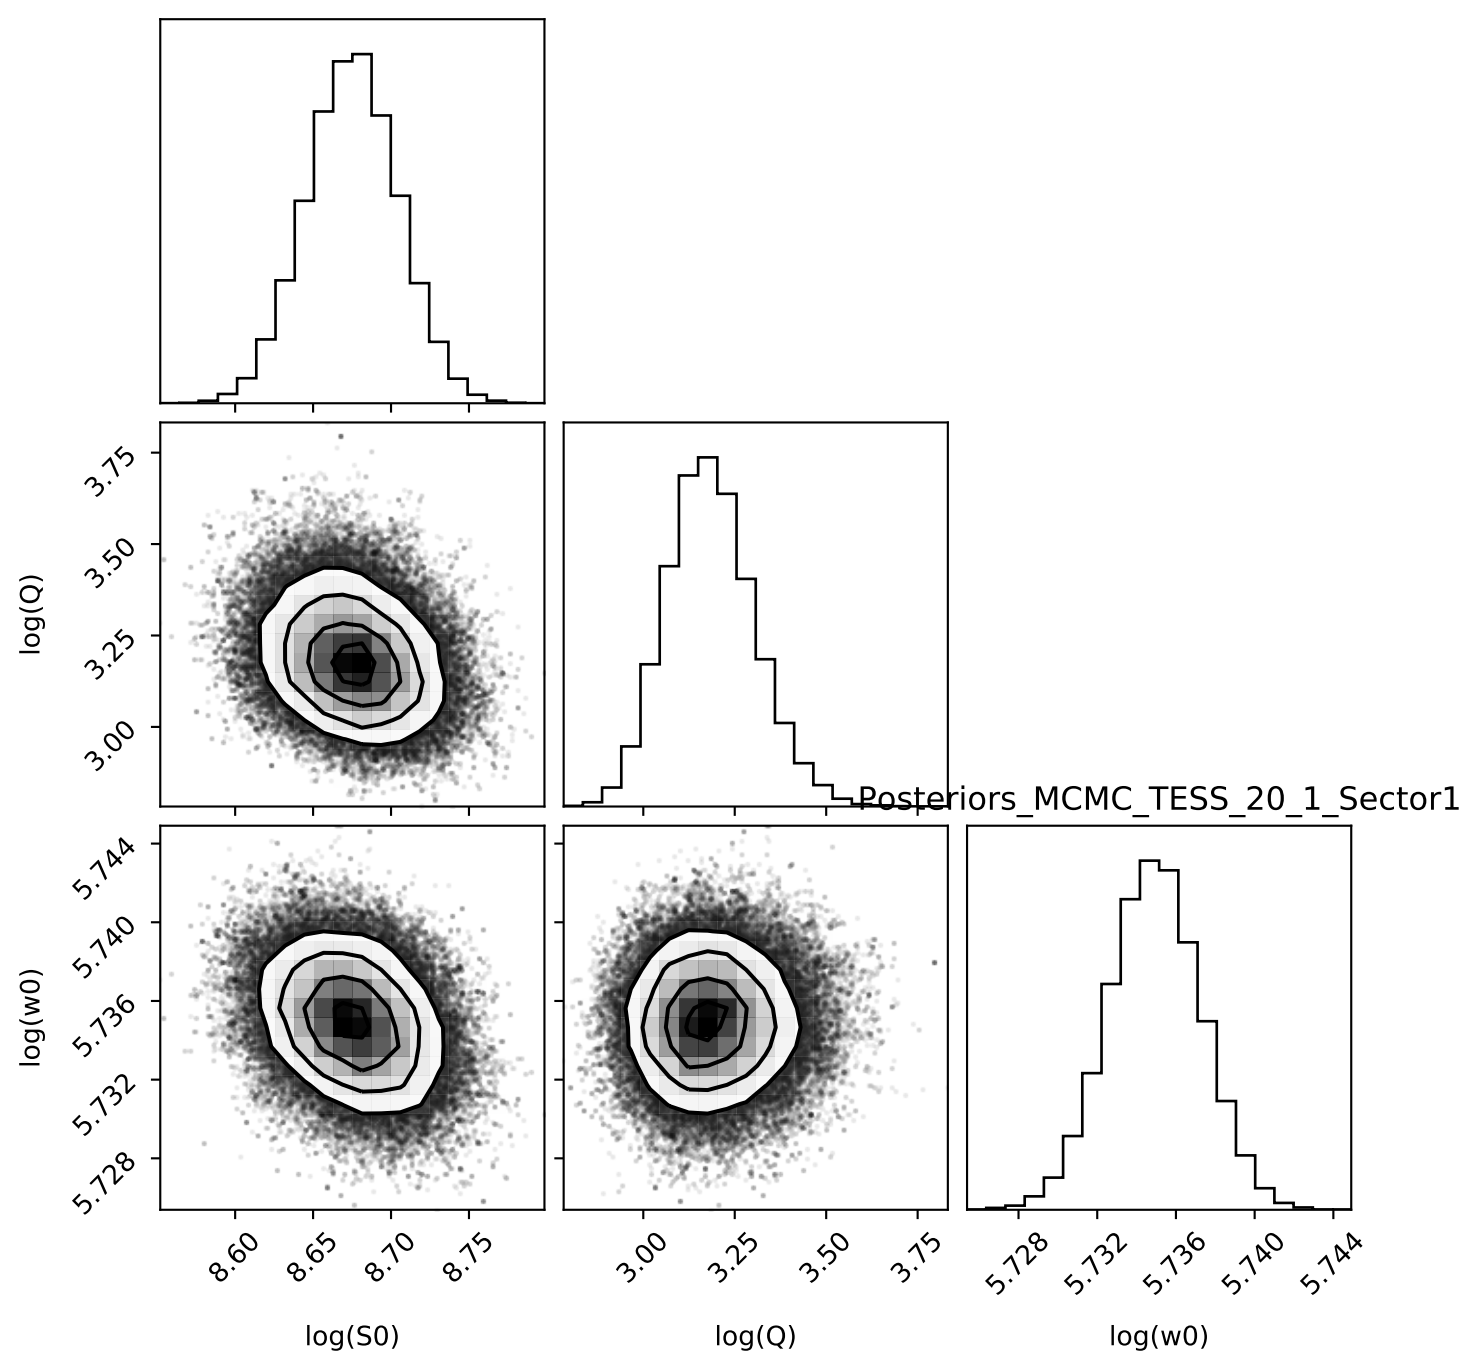 3.75
3.50
3.25
3.00
log(Q)
Posteriors_MCMC_TESS_20_1_Sector1
5.744
5.740
5.736
5.732
5.728
log(w0)
8.60 8.65 8.70 8.75
3.00 3.25 3.50 3.75
5.728 5.732 5.736 5.740 5.744
log(S0) log(Q) log(w0)